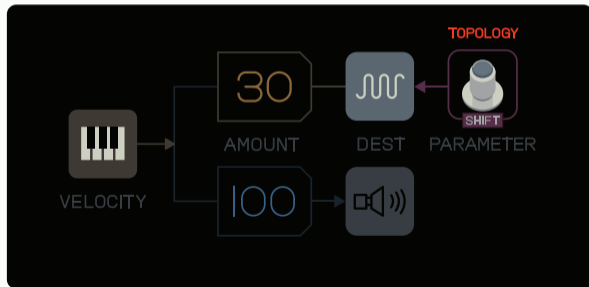 TOPOLOGY
30
SHIFT
AMOUNT DEST PARAMETER
VELOCITY
100